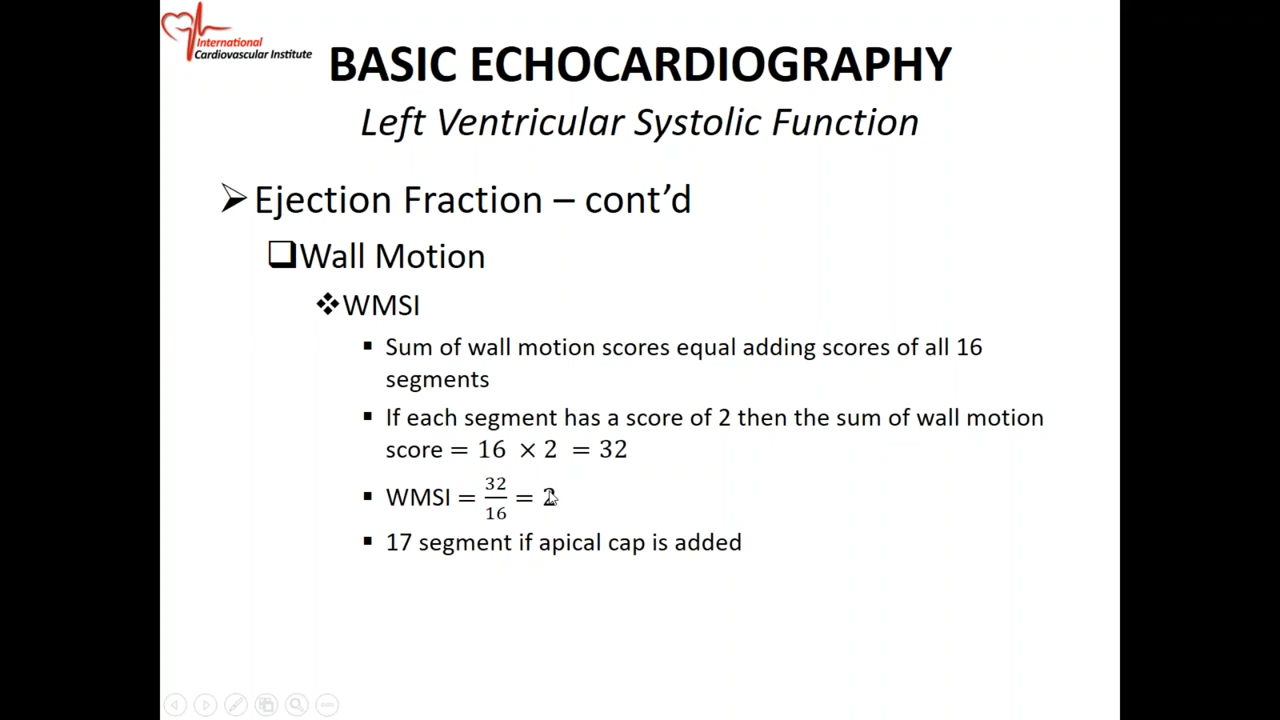 International
Cardiovascular Institute
BASIC ECHOCARDIOGRAPHY
Left Ventricular Systolic Function
Ejection Fraction – cont’d
Wall Motion
WMSI
Sum of wall motion scores equal adding scores of all 16
segments
If each segment has a score of 2 then the sum of wall motion
score = 16 × 2 = 32
WMSI = 32/16 = 2
17 segment if apical cap is added